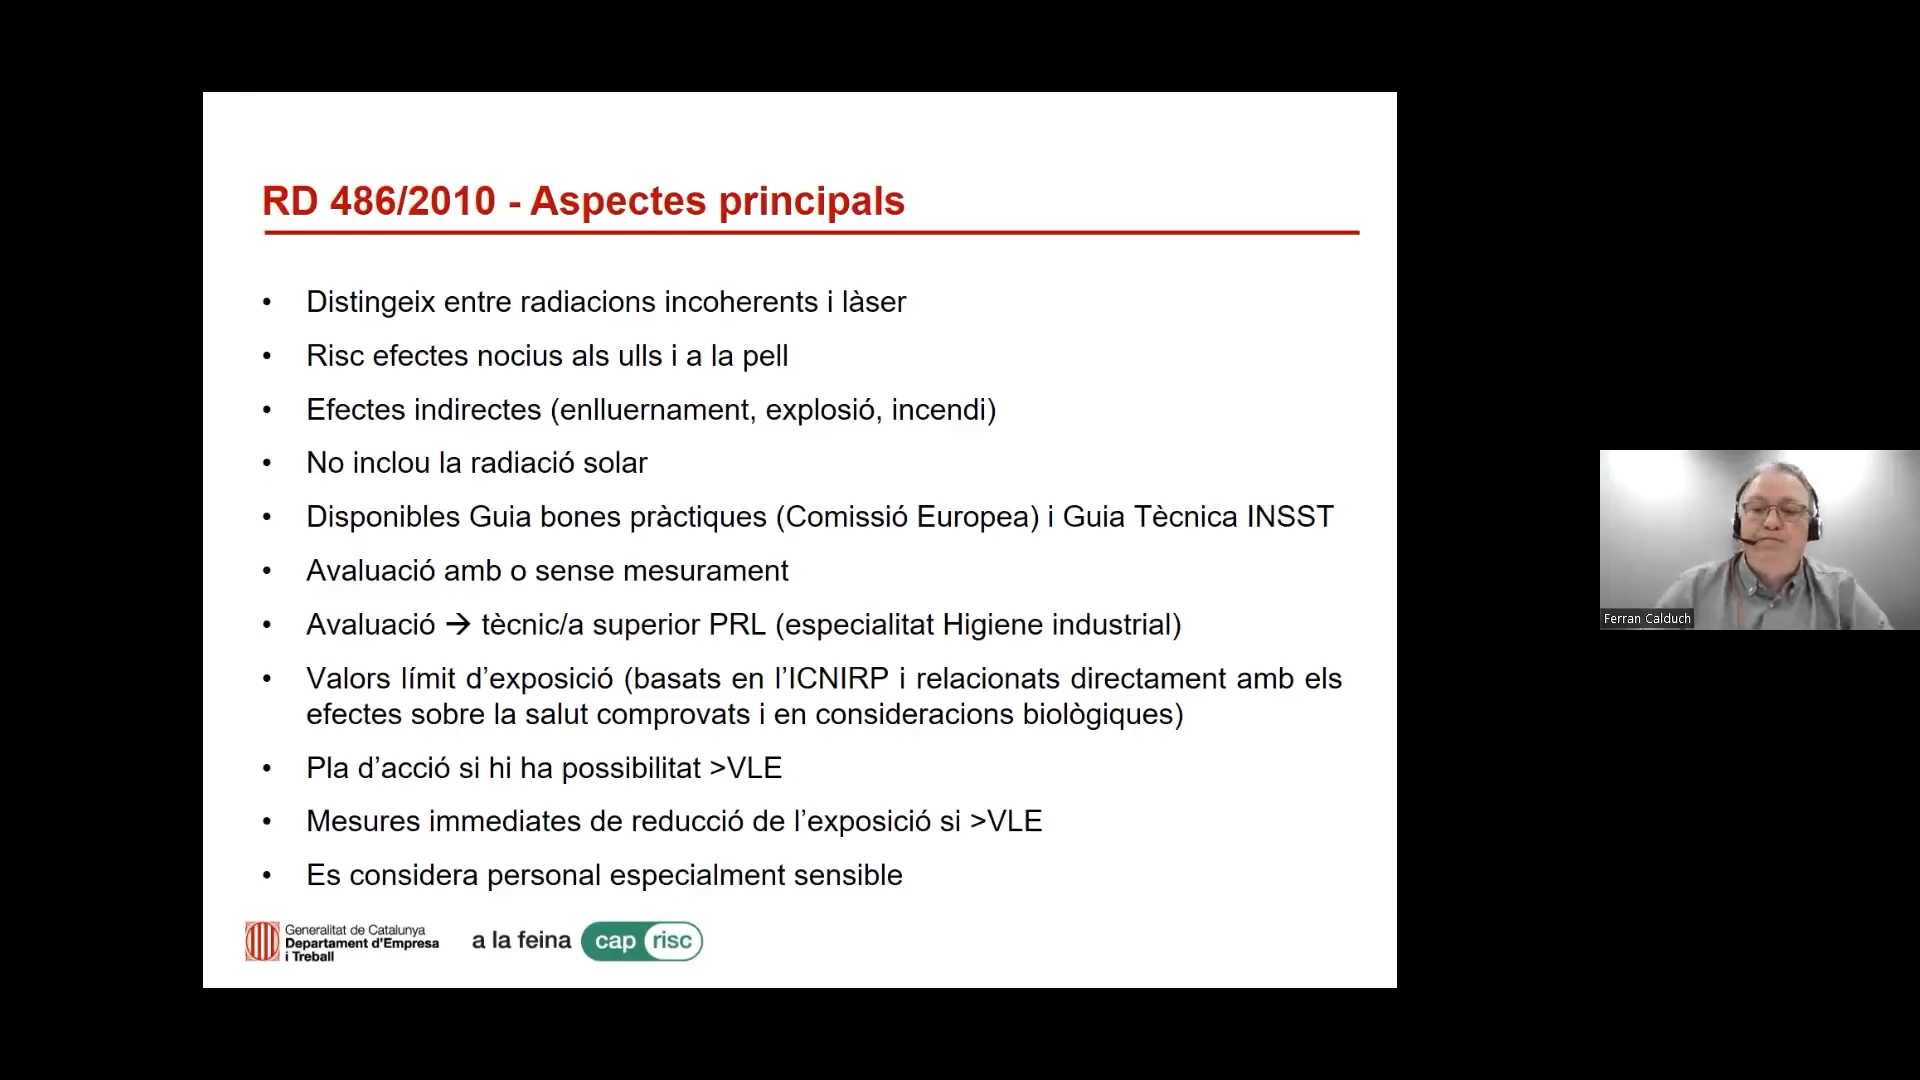 RD 486/2010 - Aspectes principals
• Distingeix entre radiacions incoherents i làser
• Risc efectes nocius als ulls i a la pell
• Efectes indirectes (enlluernament, explosió, incendi)
• No inclou la radiació solar
• Disponibles Guia bones pràctiques (Comissió Europea) i Guia Tècnica INSST
• Avaluació amb o sense mesurament
• Avaluació → tècnic/a superior PRL (especialitat Higiene industrial)
• Valors límit d’exposició (basats en l’ICNIRP i relacionats directament amb els
efectes sobre la salut comprovats i en consideracions biològiques)
• Pla d’acció si hi ha possibilitat >VLE
• Mesures immediates de reducció de l’exposició si >VLE
• Es considera personal especialment sensible
Generalitat de Catalunya
Departament d’Empresa
i Treball
a la feina cap risc
Ferran Calduch